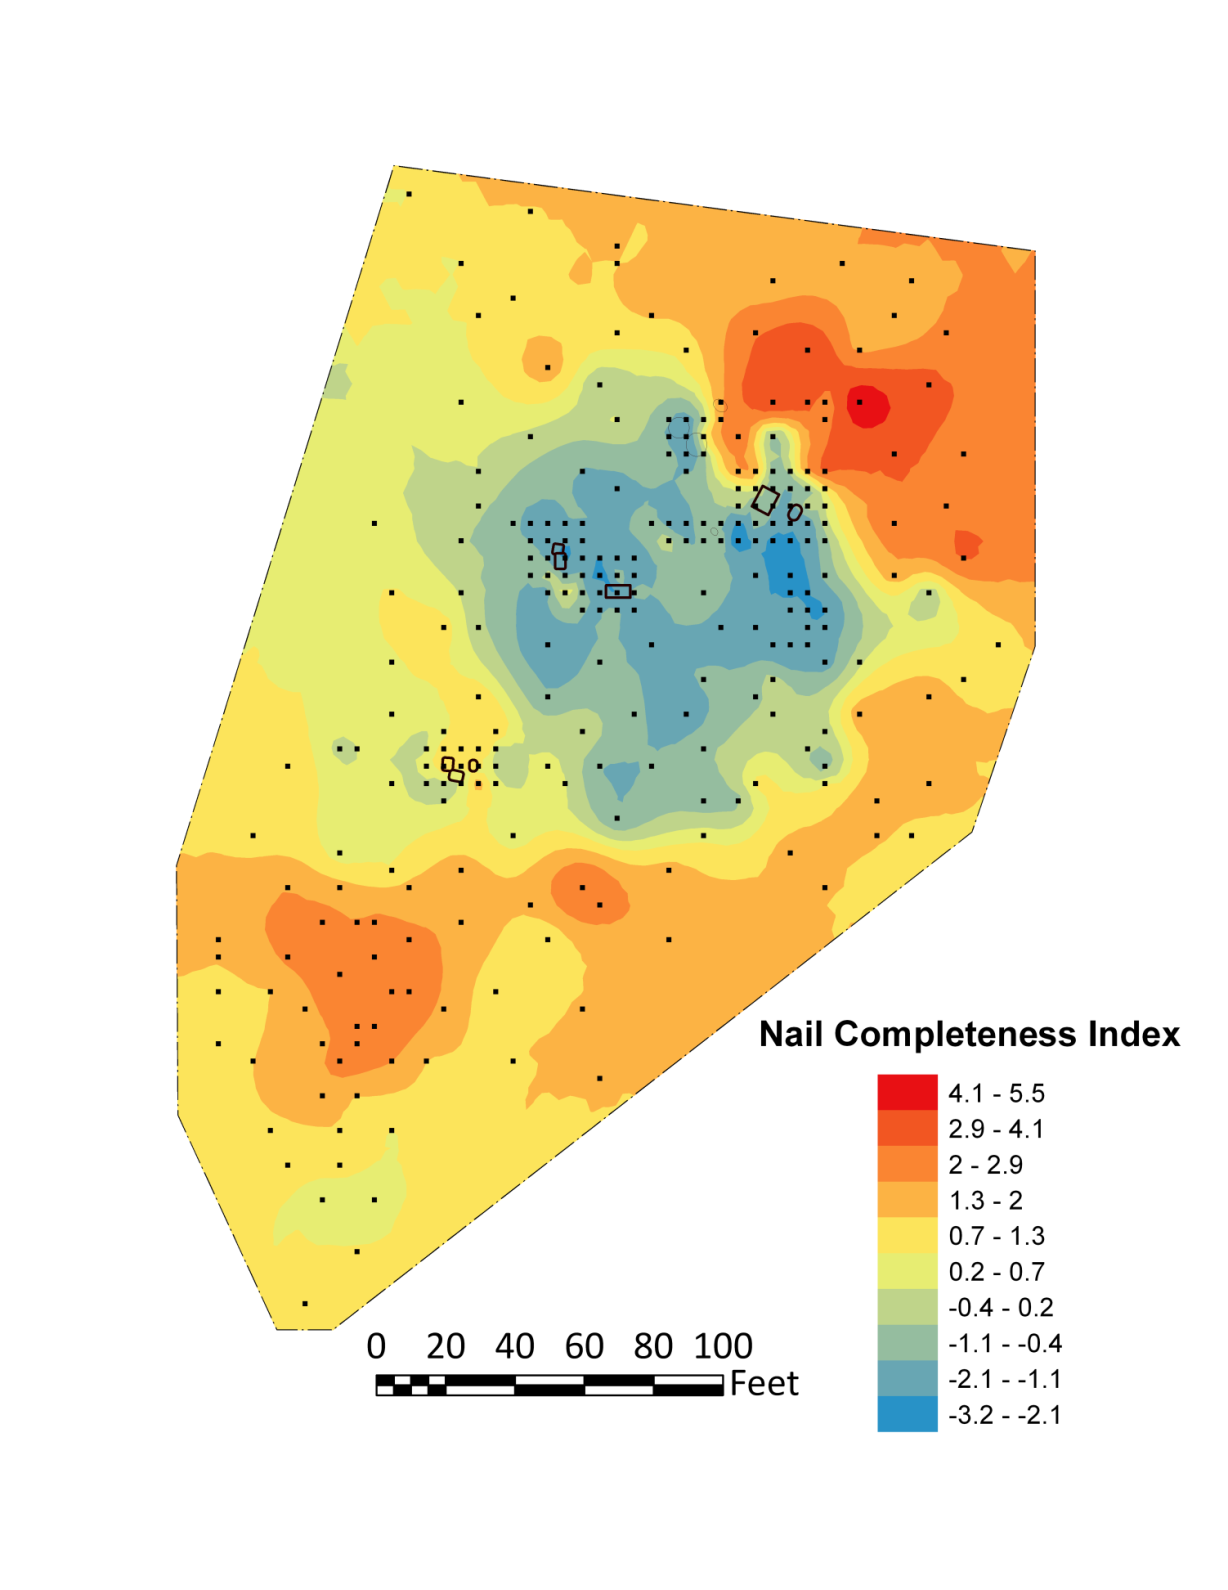 Nail Completeness Index
4.1 - 5.5
2.9 - 4.1
2 - 2.9
1.3 - 2
0.7 - 1.3
0.2 - 0.7
-0.4 - 0.2
-1.1 - -0.4
-2.1 - -1.1
-3.2 - -2.1
0 20 40 60 80 100
Feet